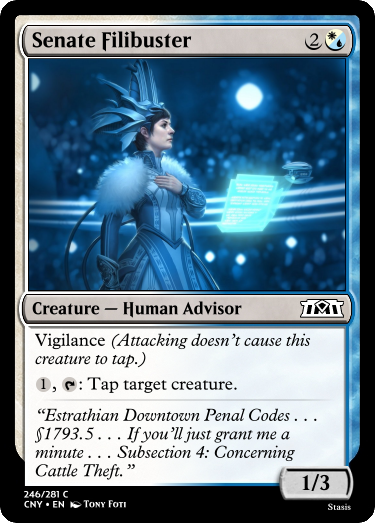 Senate Filibuster 2
Creature — Human Advisor
Vigilance (Attacking doesn't cause this
creature to tap.)
1, : Tap target creature.
“Estrathian Downtown Penal Codes . . .
§1793.5 . . . If you'll just grant me a
minute . . . Subsection 4: Concerning
Cattle Theft.”
1/3
246/281 C
CNY • EN Tony Foti
Stasis